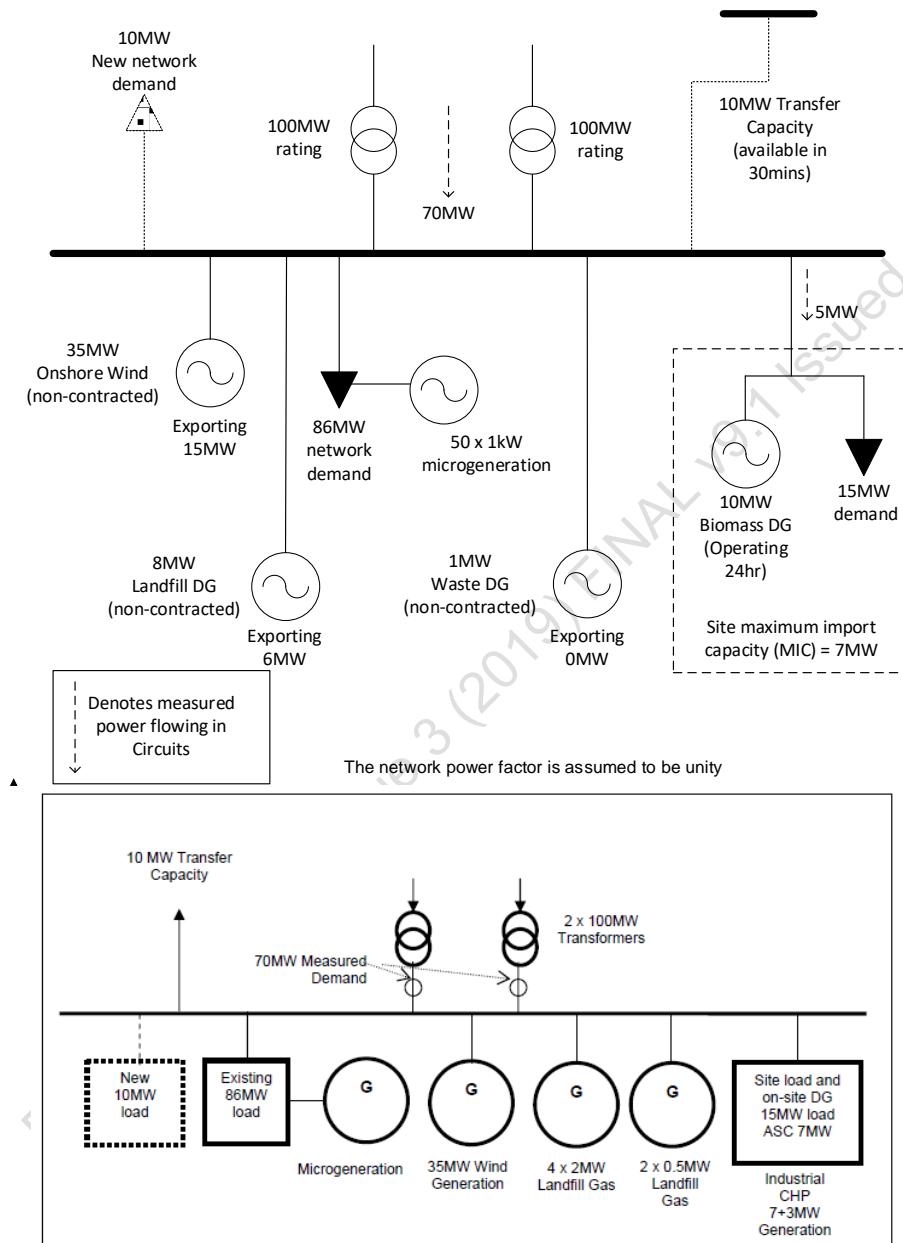 10MW
New network
demand
100MW
rating
70MW
100MW
rating
10MW Transfer
Capacity
(available in
30mins)
5MW
35MW
Onshore Wind
(non-contracted)
Exporting
15MW
86MW
network
demand
50 x 1kW
microgeneration
10MW
Biomass DG
(Operating
24hr)
15MW
demand
8MW
Landfill DG
(non-contracted)
Exporting
6MW
1MW
Waste DG
(non-contracted)
Exporting
0MW
Site maximum import
capacity (MIC) = 7MW
Denotes measured
power flowing in
Circuits
The network power factor is assumed to be unity
3 (2019) FINAL v9.1 Issued
10 MW Transfer
Capacity
2 x 100MW
Transformers
70MW Measured
Demand
New
10MW
load
Existing
86MW
load
G
G
G
G
Site load and
on-site DG
15MW load
ASC 7MW
Microgeneration
35MW Wind
Generation
4 x 2MW
Landfill Gas
2 x 0.5MW
Landfill
Gas
Industrial
CHP
7+3MW
Generation